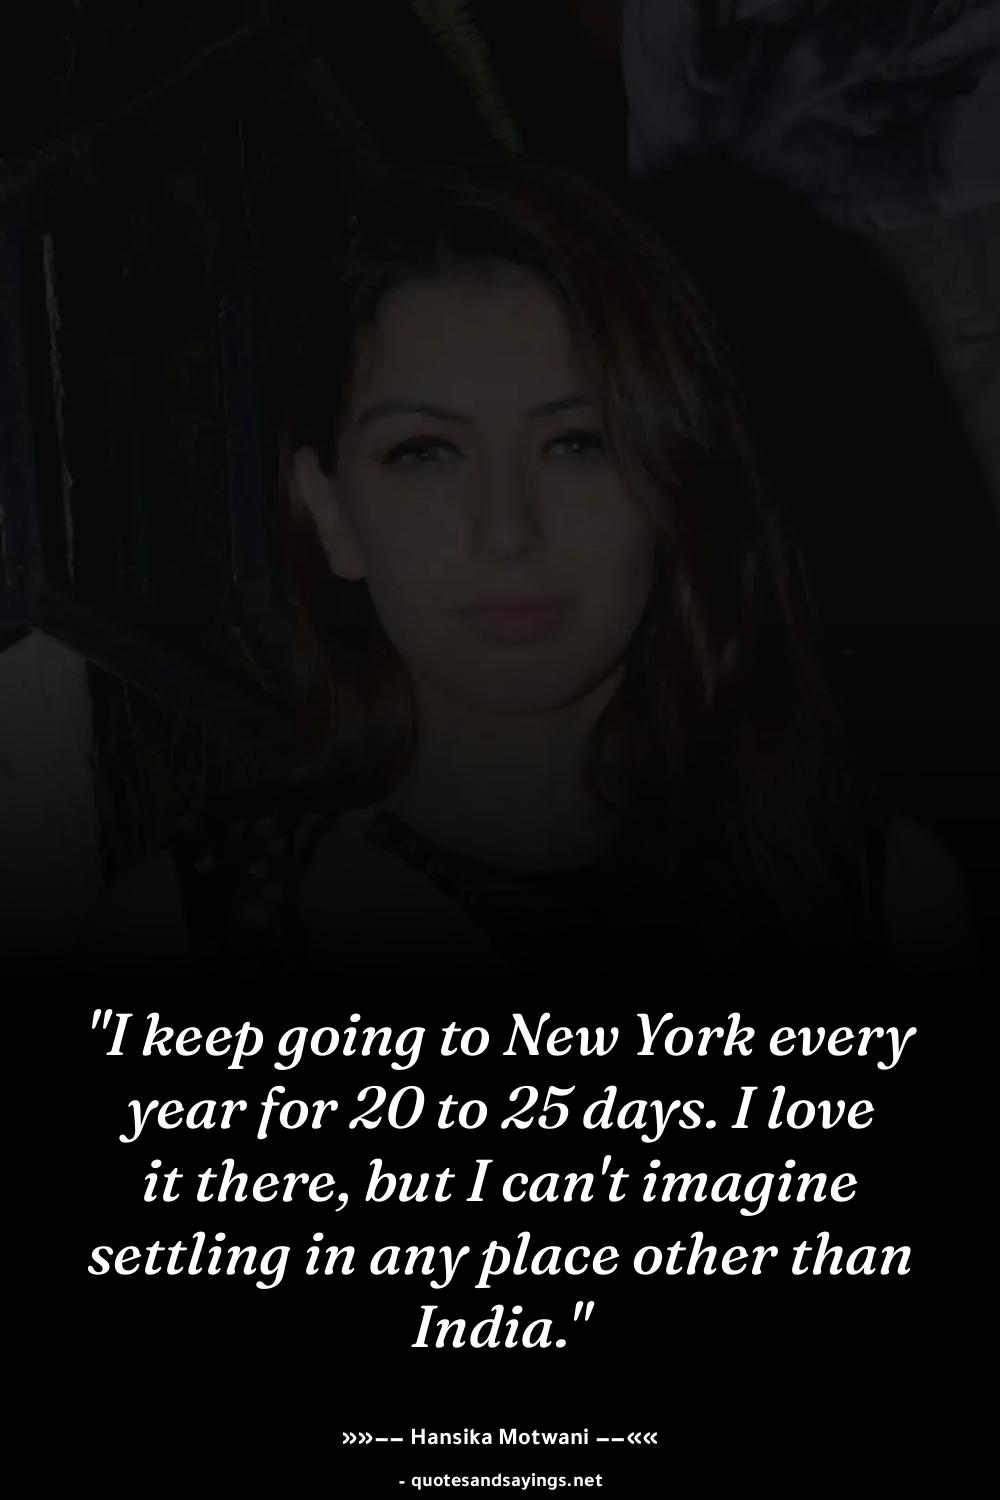 "I keep going to New York every
year for 20 to 25 days. I love
it there, but I can't imagine
settling in any place other than
India."
»»−− Hansika Motwani −−««
- quotesandsayings.net